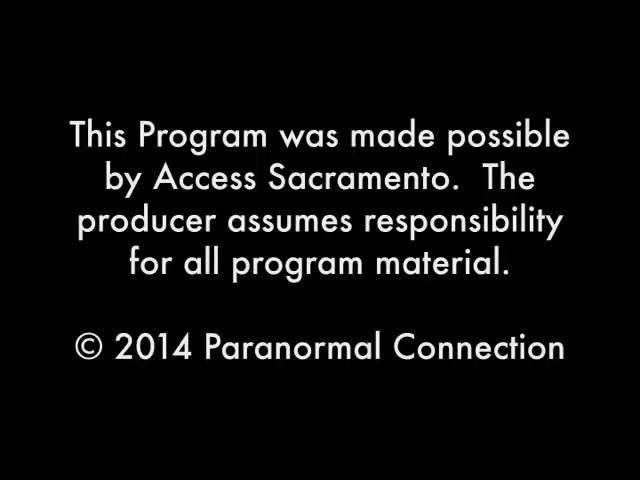 This Program was made possible
by Access Sacramento.  The
producer assumes responsibility
for all program material.
© 2014 Paranormal Connection